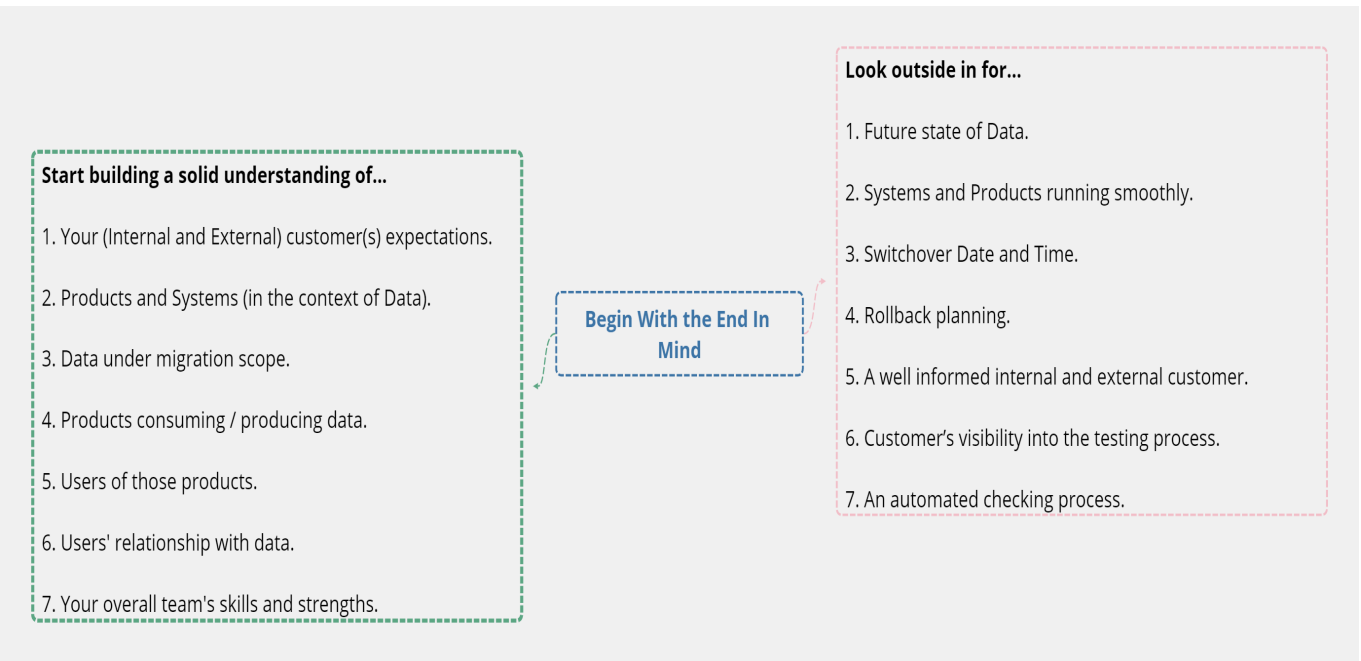 Start building a solid understanding of...
1. Your (Internal and External) customer(s) expectations.
2. Products and Systems (in the context of Data).
3. Data under migration scope.
4. Products consuming / producing data.
5. Users of those products.
6. Users' relationship with data.
7. Your overall team's skills and strengths.
Begin With the End In
Mind
Look outside in for...
1. Future state of Data.
2. Systems and Products running smoothly.
3. Switchover Date and Time.
4. Rollback planning.
5. A well informed internal and external customer.
6. Customer’s visibility into the testing process.
7. An automated checking process.